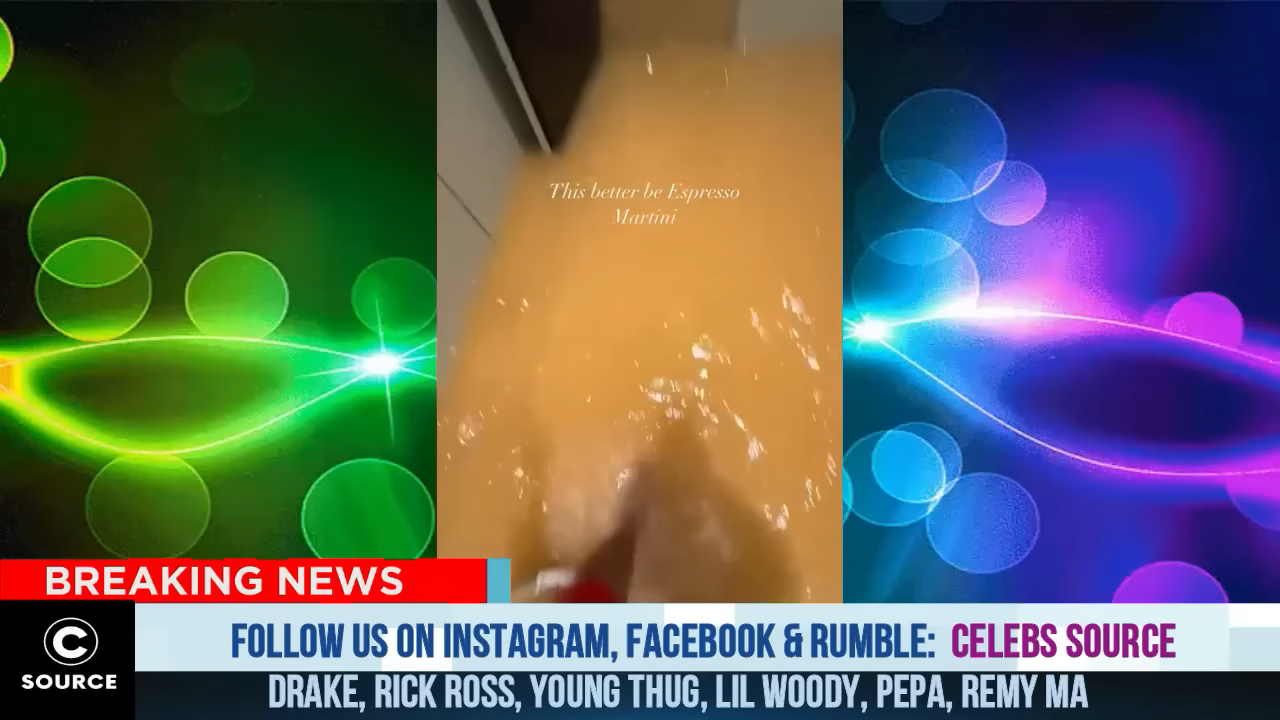 This better be Espresso
Martini
BREAKING NEWS
C
SOURCE
FOLLOW US ON INSTAGRAM, FACEBOOK & RUMBLE: CELEBS SOURCE
DRAKE, RICK ROSS, YOUNG THUG, LIL WOODY, PEPA, REMY MA